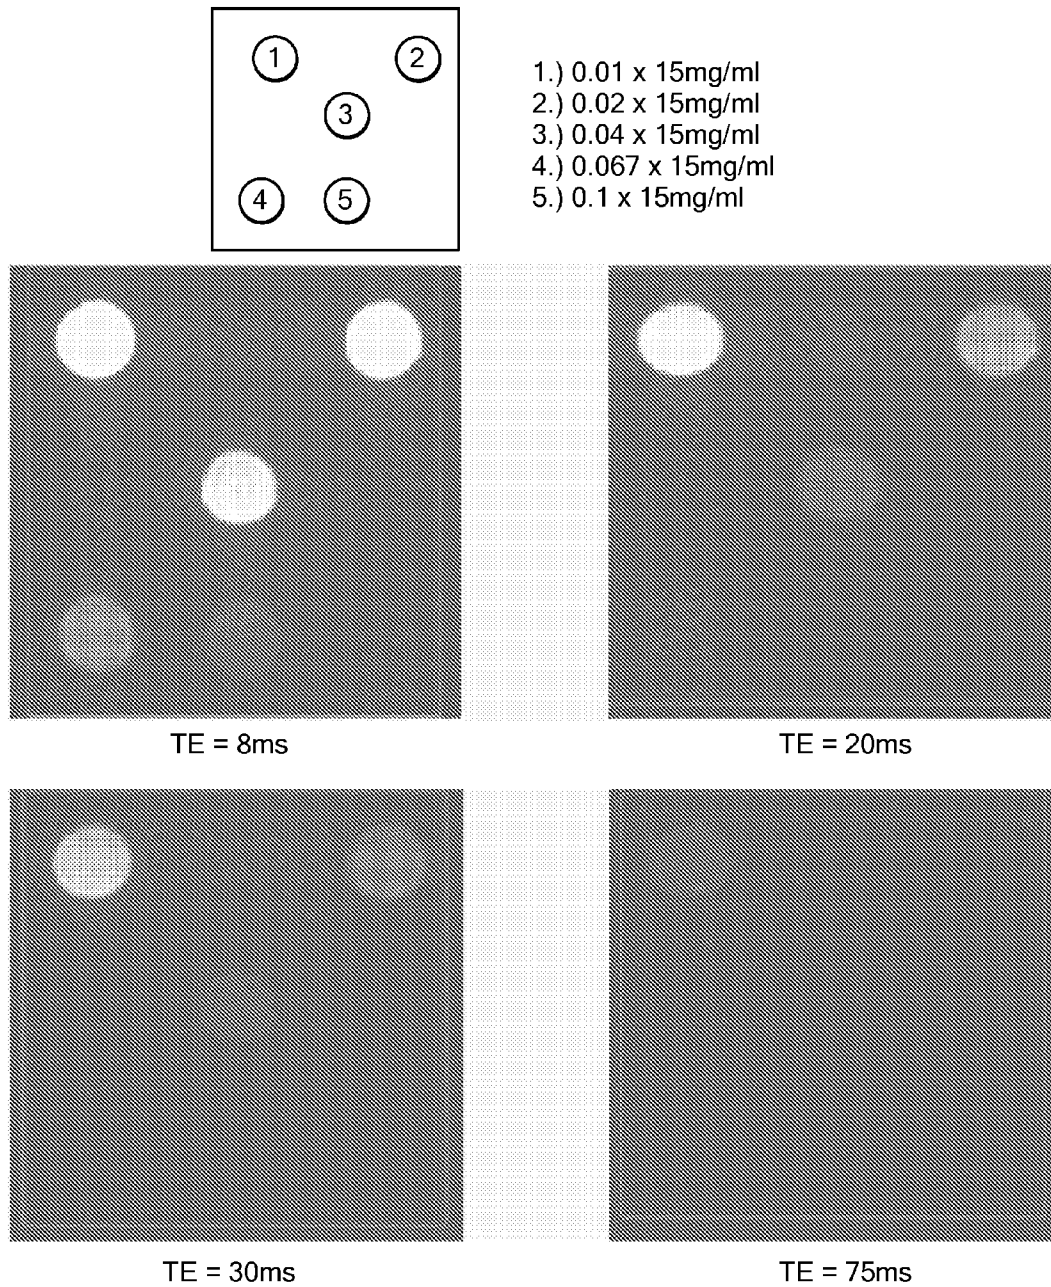 1 2
3
4 5
1.) 0.01 x 15mg/ml
2.) 0.02 x 15mg/ml
3.) 0.04 x 15mg/ml
4.) 0.067 x 15mg/ml
5.) 0.1 x 15mg/ml
TE = 8ms
TE = 20ms
TE = 30ms
TE = 75ms